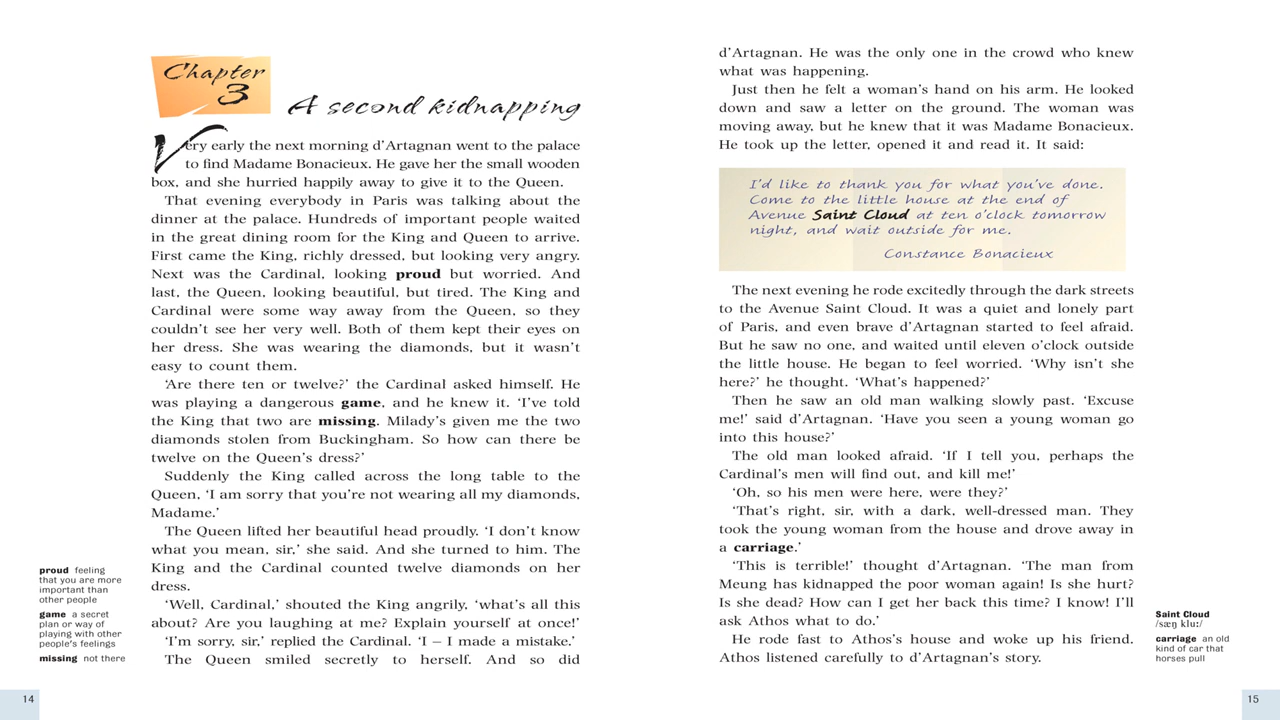 Chapter
3
A second kidnapping
Very early the next morning d’Artagnan went to the palace
to find Madame Bonacieux. He gave her the small wooden
box, and she hurried happily away to give it to the Queen.
That evening everybody in Paris was talking about the
dinner at the palace. Hundreds of important people waited
in the great dining room for the King and Queen to arrive.
First came the King, richly dressed, but looking very angry.
Next was the Cardinal, looking proud but worried. And
last, the Queen, looking beautiful, but tired. The King and
Cardinal were some way away from the Queen, so they
couldn’t see her very well. Both of them kept their eyes on
her dress. She was wearing the diamonds, but it wasn’t
easy to count them.
‘Are there ten or twelve?’ the Cardinal asked himself. He
was playing a dangerous game, and he knew it. ‘I’ve told
the King that two are missing. Milady’s given me the two
diamonds stolen from Buckingham. So how can there be
twelve on the Queen’s dress?’
Suddenly the King called across the long table to the
Queen, ‘I am sorry that you’re not wearing all my diamonds,
Madame.’
The Queen lifted her beautiful head proudly. ‘I don’t know
what you mean, sir,’ she said. And she turned to him. The
King and the Cardinal counted twelve diamonds on her
dress.
‘Well, Cardinal,’ shouted the King angrily, ‘what’s all this
about? Are you laughing at me? Explain yourself at once!’
‘I’m sorry, sir,’ replied the Cardinal. ‘I – I made a mistake.’
The Queen smiled secretly to herself. And so did
proud feeling
that you are more
important than
other people
game a secret
plan or way of
playing with other
people’s feelings
missing not there
14
d’Artagnan. He was the only one in the crowd who knew
what was happening.
Just then he felt a woman’s hand on his arm. He looked
down and saw a letter on the ground. The woman was
moving away, but he knew that it was Madame Bonacieux.
He took up the letter, opened it and read it. It said:
I’d like to thank you for what you’ve done.
Come to the little house at the end of
Avenue Saint Cloud at ten o’clock tomorrow
night, and wait outside for me.
Constance Bonacieux
The next evening he rode excitedly through the dark streets
to the Avenue Saint Cloud. It was a quiet and lonely part
of Paris, and even brave d’Artagnan started to feel afraid.
But he saw no one, and waited until eleven o’clock outside
the little house. He began to feel worried. ‘Why isn’t she
here?’ he thought. ‘What’s happened?’
Then he saw an old man walking slowly past. ‘Excuse
me!’ said d’Artagnan. ‘Have you seen a young woman go
into this house?’
The old man looked afraid. ‘If I tell you, perhaps the
Cardinal’s men will find out, and kill me!’
‘Oh, so his men were here, were they?’
‘That’s right, sir, with a dark, well-dressed man. They
took the young woman from the house and drove away in
a carriage.’
‘This is terrible!’ thought d’Artagnan. ‘The man from
Meung has kidnapped the poor woman again! Is she hurt?
Is she dead? How can I get her back this time? I know! I’ll
ask Athos what to do.’
He rode fast to Athos’s house and woke up his friend.
Athos listened carefully to d’Artagnan’s story.
Saint Cloud
/sæŋ kluː/
carriage an old
kind of car that
horses pull
15